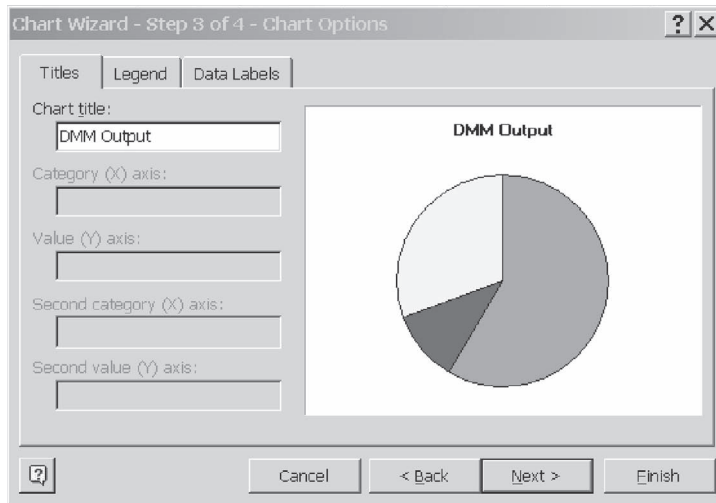 Chart Wizard - Step 3 of 4 - Chart Options
Titles
Legend
Data Labels
Chart title:
DMM Output
Category (X) axis:
Value (Y) axis:
Second category (X) axis:
Second value (Y) axis:
DMM Output
Cancel
< Back
Next >
Finish